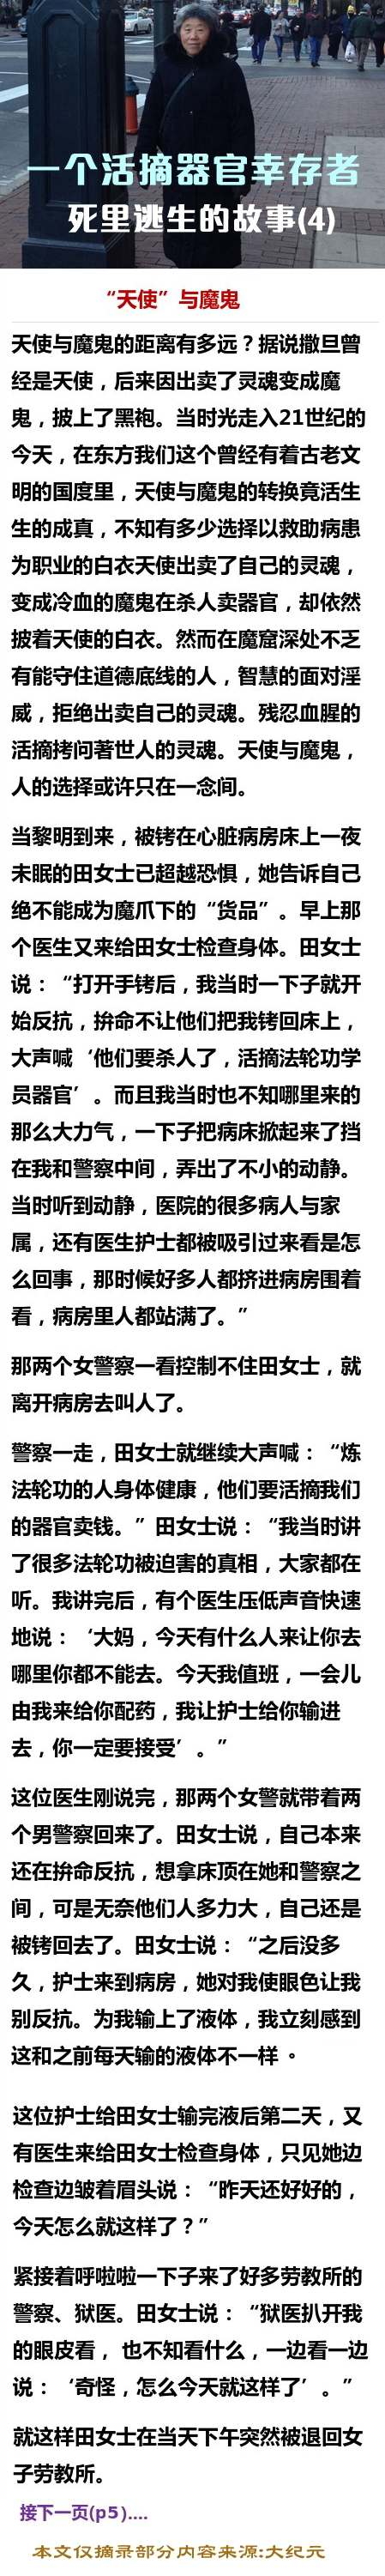 一个活摘器官幸存者
死里逃生的故事(4)
“天使”与魔鬼
天使与魔鬼的距离有多远？据说撒旦曾
经是天使，后来因出卖了灵魂变成魔
鬼，披上了黑袍。当时光走入21世纪的
今天，在东方我们这个曾经有着古老文
明的国度里，天使与魔鬼的转换竟活生
生的成真，不知有多少选择以救助病患
为职业的白衣天使出卖了自己的灵魂，
变成冷血的魔鬼在杀人卖器官，却依然
披着天使的白衣。然而在魔窟深处不乏
有能守住道德底线的人，智慧的面对淫
威，拒绝出卖自己的灵魂。残忍血腥的
活摘拷问著世人的灵魂。天使与魔鬼，
人的选择或许只在一念间。
当黎明到来，被铐在心脏病房床上一夜
未眠的田女士已超越恐惧，她告诉自己
绝不能成为魔爪下的“货品”。早上那
个医生又来给田女士检查身体。田女士
说：“打开手铐后，我当时一下子就开
始反抗，拚命不让他们把我铐回床上，
大声喊‘他们要杀人了，活摘法轮功学
员器官’。而且我当时也不知哪里来的
那么大力气，一下子把病床掀起来了挡
在我和警察中间，弄出了不小的动静。
当时听到动静，医院的很多病人与家
属，还有医生护士都被吸引过来看是怎
么回事，那时候好多人都挤进病房围着
看，病房里人都站满了。”
那两个女警察一看控制不住田女士，就
离开病房去叫人了。
警察一走，田女士就继续大声喊：“炼
法轮功的人身体健康，他们要活摘我们
的器官卖钱。”田女士说：“我当时讲
了很多法轮功被迫害的真相，大家都在
听。我讲完后，有个医生压低声音快速
地说：‘大妈，今天有什么人来让你去
哪里你都不能去。今天我值班，一会儿
由我来给你配药，我让护士给你输进
去，你一定要接受’。”
这位医生刚说完，那两个女警就带着两
个男警察回来了。田女士说，自己本来
还在拚命反抗，想拿床顶在她和警察之
间，可是无奈他们人多力大，自己还是
被铐回去了。田女士说：“之后没多
久，护士来到病房，她对我使眼色让我
别反抗。为我输上了液体，我立刻感到
这和之前每天输的液体不一样 。
这位护士给田女士输完液后第二天，又
有医生来给田女士检查身体，只见她边
检查边皱着眉头说：“昨天还好好的，
今天怎么就这样了？”
紧接着呼啦啦一下子来了好多劳教所的
警察、狱医。田女士说：“狱医扒开我
的眼皮看， 也不知看什么，一边看一边
说：‘奇怪，怎么今天就这样了’。”
就这样田女士在当天下午突然被退回女
子劳教所。
接下一页(p5)....
本文仅摘录部分内容来源:大纪元